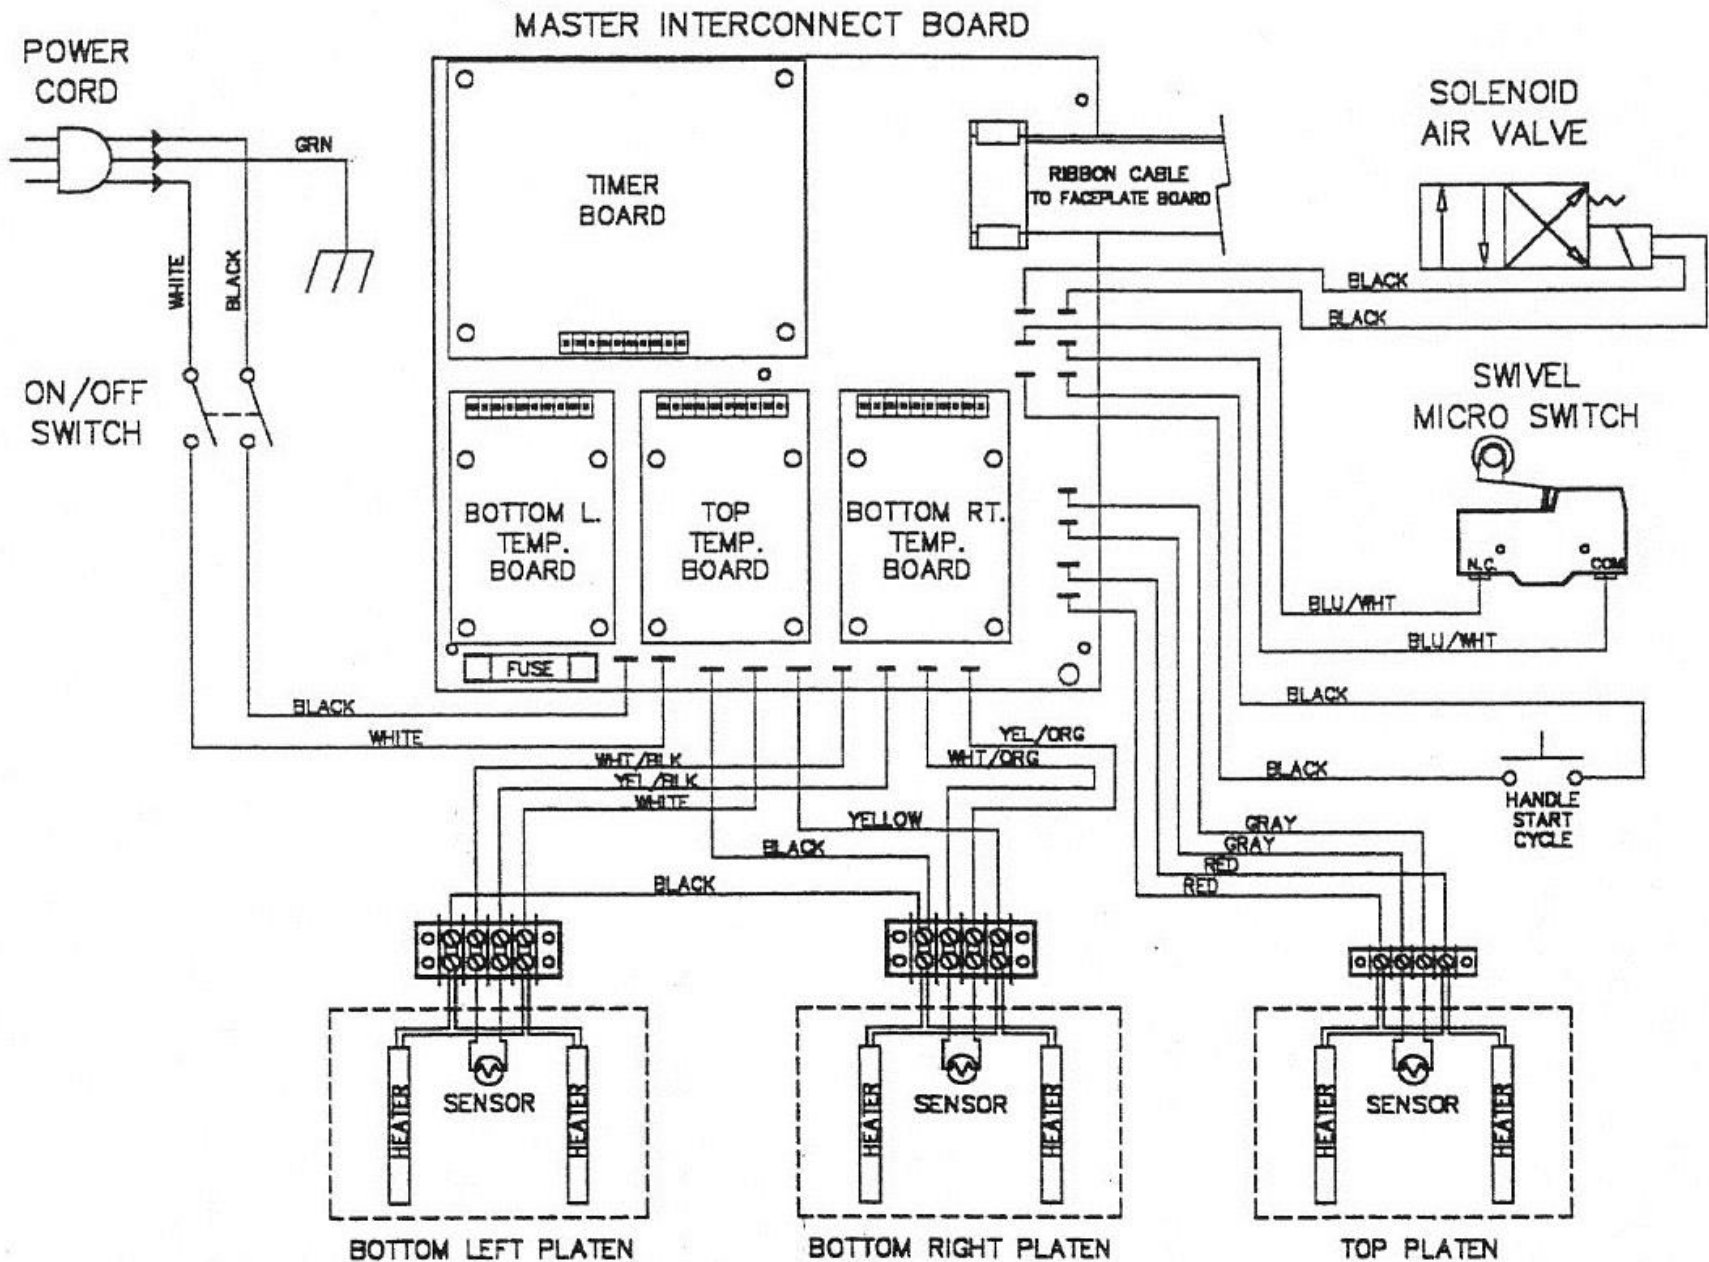 MASTER INTERCONNECT BOARD
POWER
CORD
GRN
WHITE
BLACK
ON/OFF
SWITCH
TIMER
BOARD
RIBBON CABLE
TO FACEPLATE BOARD
SOLENOID
AIR VALVE
BLACK
BLACK
SWIVEL
MICRO SWITCH
N.C.
COM
BLU/WHT
BLU/WHT
BOTTOM L.
TEMP.
BOARD
TOP
TEMP.
BOARD
BOTTOM RT.
TEMP.
BOARD
FUSE
BLACK
WHITE
WHT/BLK
YEL/BLK
WHITE
YEL/ORG
WHT/ORG
YELLOW
BLACK
BLACK
BLACK
BLACK
HANDLE
START
CYCLE
GRAY
GRAY
RED
RED
HEATER
SENSOR
HEATER
BOTTOM LEFT PLATEN
HEATER
SENSOR
HEATER
BOTTOM RIGHT PLATEN
HEATER
SENSOR
HEATER
TOP PLATEN